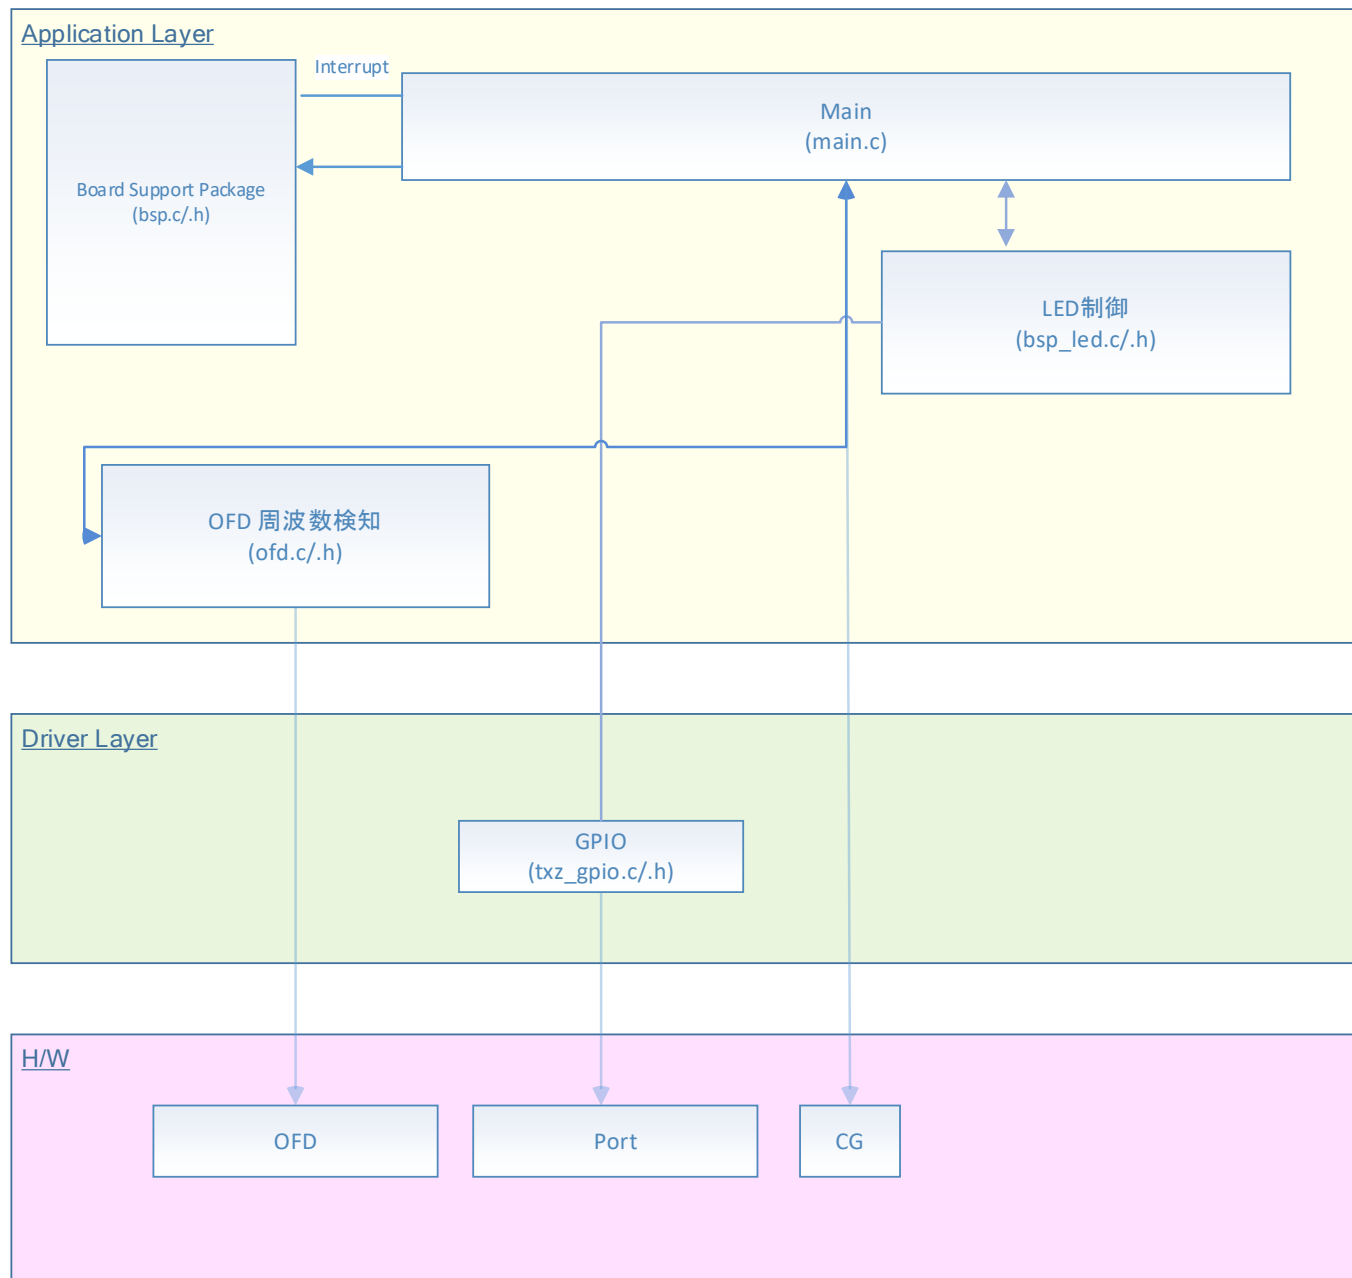 Application Layer
Interrupt
Main
(main.c)
Board Support Package
(bsp.c/.h)
LED制御
(bsp_led.c/.h)
OFD 周波数検知
(ofd.c/.h)
Driver Layer
GPIO
(txz_gpio.c/.h)
H/W
OFD
Port
CG